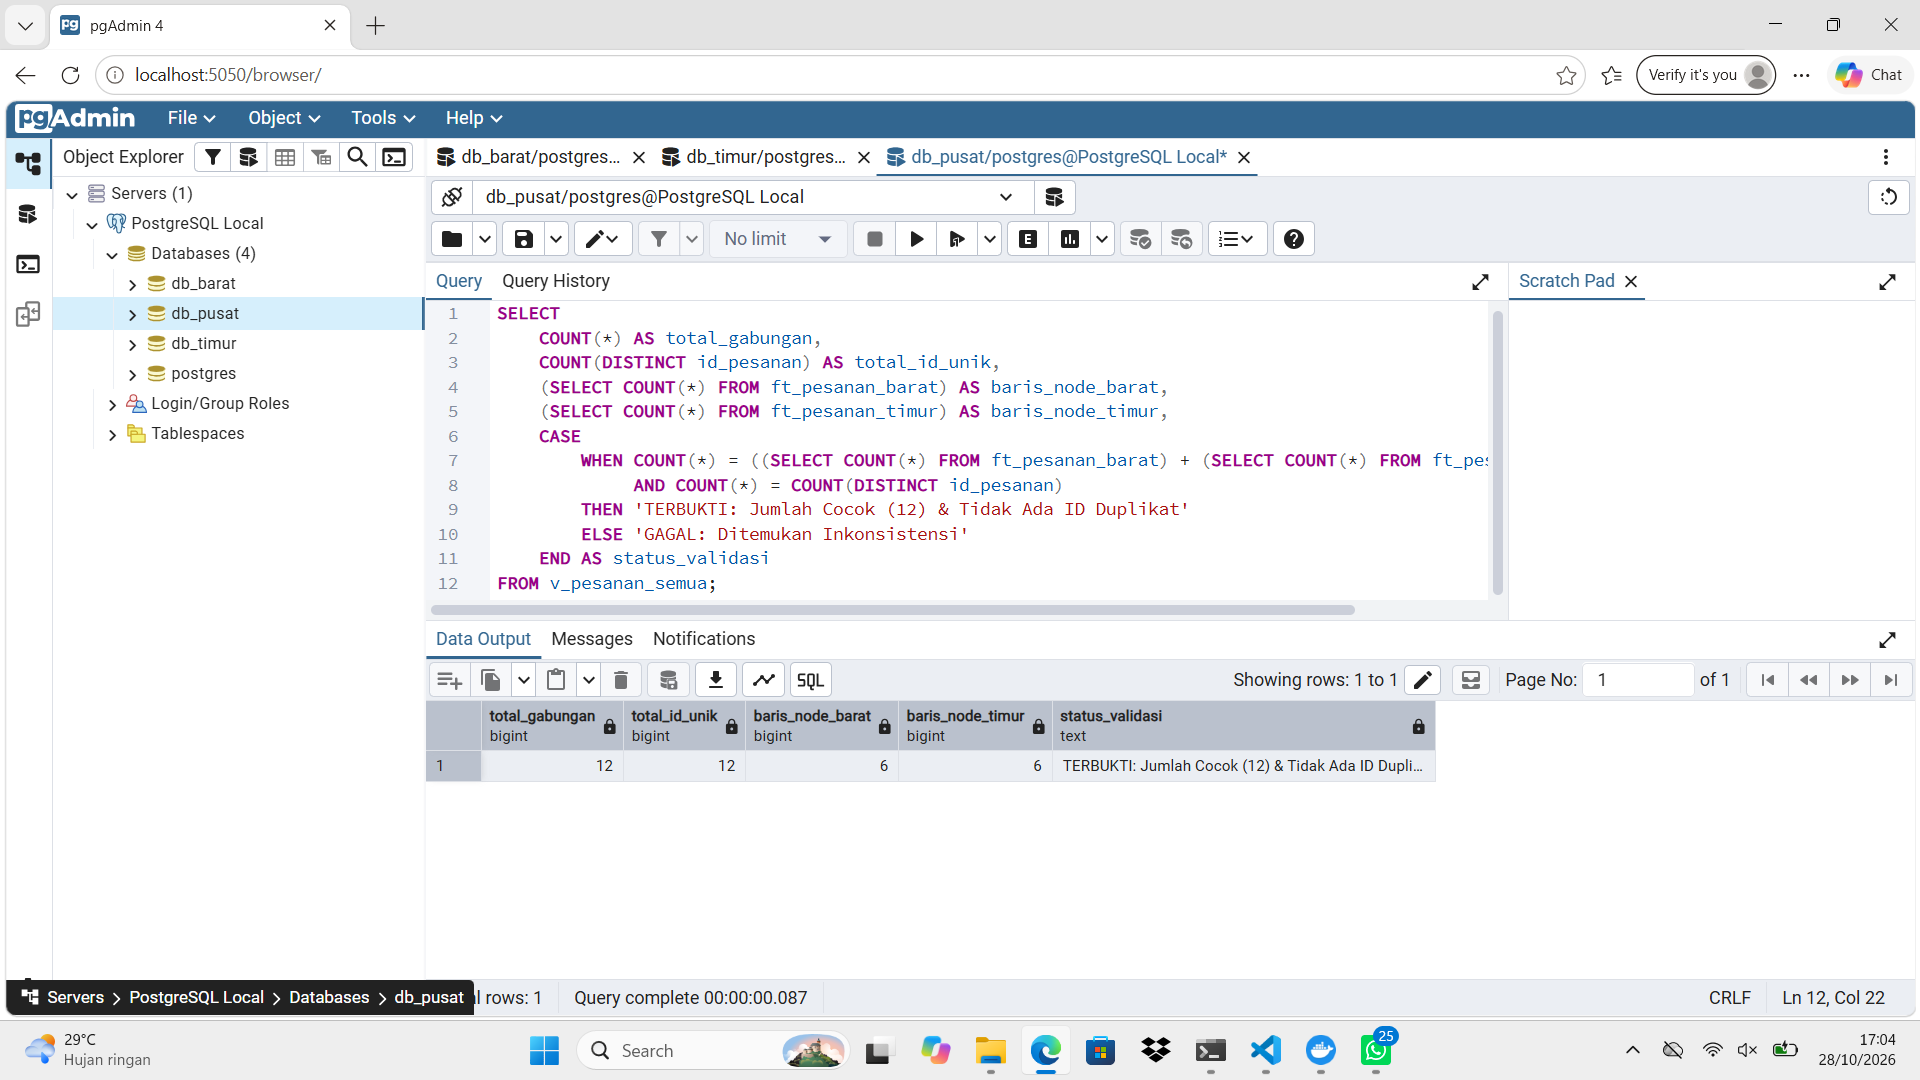 pgAdmin 4
localhost:5050/browser/
Verify it's you
Chat
pgAdmin
File
Object
Tools
Help
Object Explorer
db_barat/postgres...
db_timur/postgres...
db_pusat/postgres@PostgreSQL Local*
Servers (1)
PostgreSQL Local
Databases (4)
db_barat
db_pusat
db_timur
postgres
Login/Group Roles
Tablespaces
db_pusat/postgres@PostgreSQL Local
No limit
E
Query
Query History
Scratch Pad
1 SELECT
2 COUNT(*) AS total_gabungan,
3 COUNT(DISTINCT id_pesanan) AS total_id_unik,
4 (SELECT COUNT(*) FROM ft_pesanan_barat) AS baris_node_barat,
5 (SELECT COUNT(*) FROM ft_pesanan_timur) AS baris_node_timur,
6 CASE
7 WHEN COUNT(*) = ((SELECT COUNT(*) FROM ft_pesanan_barat) + (SELECT COUNT(*) FROM ft_pes
8 AND COUNT(*) = COUNT(DISTINCT id_pesanan)
9 THEN 'TERBUKTI: Jumlah Cocok (12) & Tidak Ada ID Duplikat'
10 ELSE 'GAGAL: Ditemukan Inkonsistensi'
11 END AS status_validasi
12 FROM v_pesanan_semua;
Data Output
Messages
Notifications
SQL
Showing rows: 1 to 1
Page No:
1
of 1
total_gabungan
bigint
total_id_unik
bigint
baris_node_barat
bigint
baris_node_timur
bigint
status_validasi
text
1 12 12 6 6 TERBUKTI: Jumlah Cocok (12) & Tidak Ada ID Dupli...
Servers > PostgreSQL Local > Databases > db_pusat
l rows: 1
Query complete 00:00:00.087
CRLF
Ln 12, Col 22
29°C
Hujan ringan
Search
25
17:04
28/10/2026